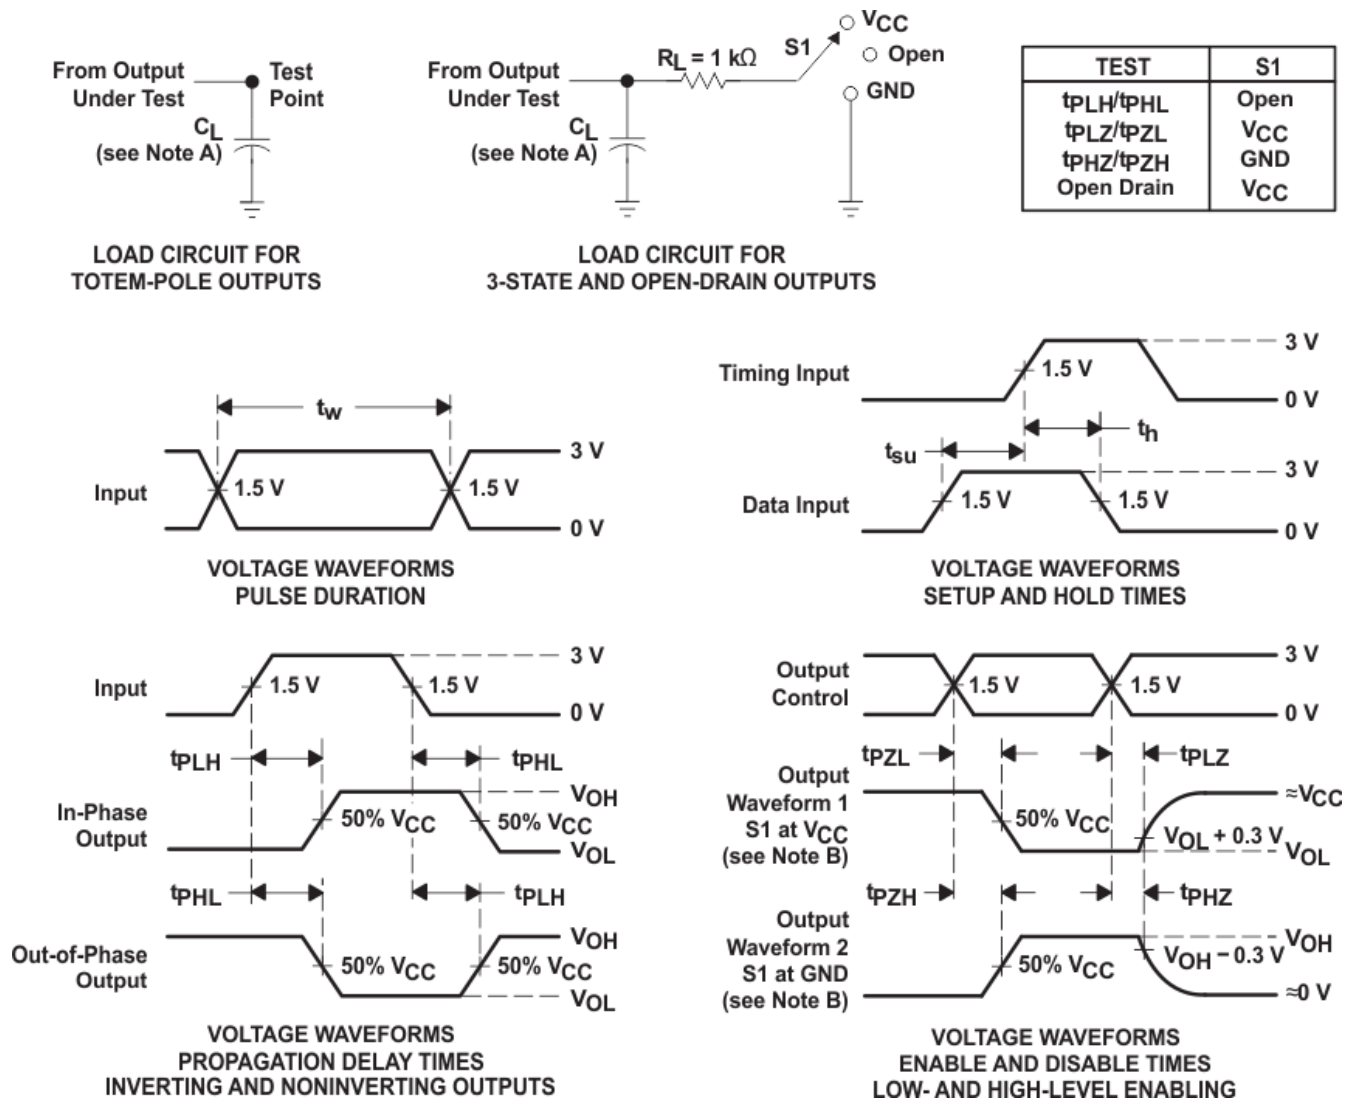 From Output
Under Test
Test
Point
CL
(see Note A)
LOAD CIRCUIT FOR
TOTEM-POLE OUTPUTS
From Output
Under Test
RL = 1 kΩ
S1
VCC
Open
GND
CL
(see Note A)
LOAD CIRCUIT FOR
3-STATE AND OPEN-DRAIN OUTPUTS
TEST S1
tPLH/tPHL Open
tPLZ/tPZL VCC
tPHZ/tPZH GND
Open Drain VCC
tw
Input
1.5 V
1.5 V
3 V
0 V
VOLTAGE WAVEFORMS
PULSE DURATION
Timing Input
1.5 V
3 V
0 V
th
tsu
Data Input
1.5 V
1.5 V
3 V
0 V
VOLTAGE WAVEFORMS
SETUP AND HOLD TIMES
Input
1.5 V
1.5 V
3 V
0 V
tPLH
tPHL
In-Phase
Output
50% VCC
50% VCC
VOH
VOL
tPHL
tPLH
Out-of-Phase
Output
50% VCC
50% VCC
VOH
VOL
VOLTAGE WAVEFORMS
PROPAGATION DELAY TIMES
INVERTING AND NONINVERTING OUTPUTS
Output
Control
1.5 V
1.5 V
3 V
0 V
tPZL
tPLZ
Output
Waveform 1
S1 at VCC
(see Note B)
50% VCC
VOL + 0.3 V
≈VCC
VOL
tPZH
tPHZ
Output
Waveform 2
S1 at GND
(see Note B)
50% VCC
VOH − 0.3 V
VOH
≈0 V
VOLTAGE WAVEFORMS
ENABLE AND DISABLE TIMES
LOW- AND HIGH-LEVEL ENABLING